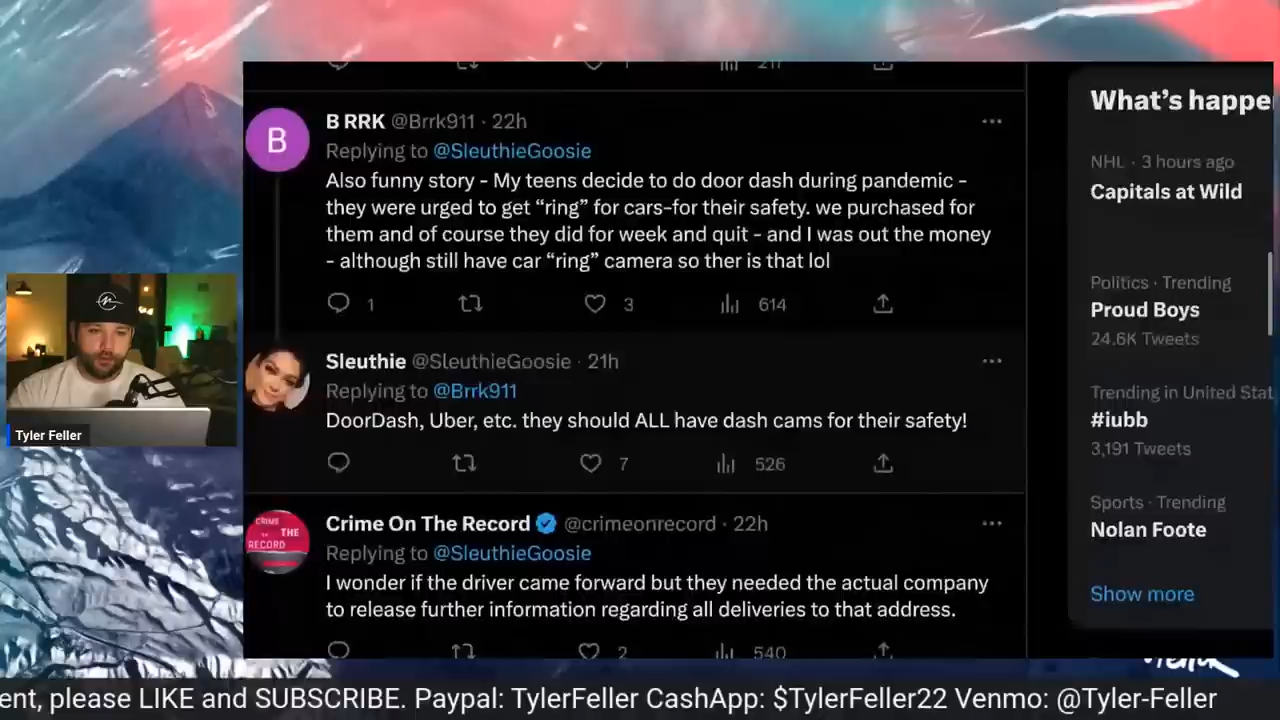 1
217
B
B RRK @Brrk911 · 22h
Replying to @SleuthieGoosie
Also funny story - My teens decide to do door dash during pandemic -
they were urged to get “ring” for cars-for their safety. we purchased for
them and of course they did for week and quit - and I was out the money
- although still have car “ring” camera so ther is that lol
1
3
614
Sleuthie @SleuthieGoosie · 21h
Replying to @Brrk911
DoorDash, Uber, etc. they should ALL have dash cams for their safety!
7
526
CRIME
THE
RECORD
Crime On The Record @crimeonrecord · 22h
Replying to @SleuthieGoosie
I wonder if the driver came forward but they needed the actual company
to release further information regarding all deliveries to that address.
2
540
What’s happe
NHL · 3 hours ago
Capitals at Wild
Politics · Trending
Proud Boys
24.6K Tweets
Trending in United Stat
#iubb
3,191 Tweets
Sports · Trending
Nolan Foote
Show more
Tyler Feller
ent, please LIKE and SUBSCRIBE. Paypal: TylerFeller CashApp: $TylerFeller22 Venmo: @Tyler-Feller